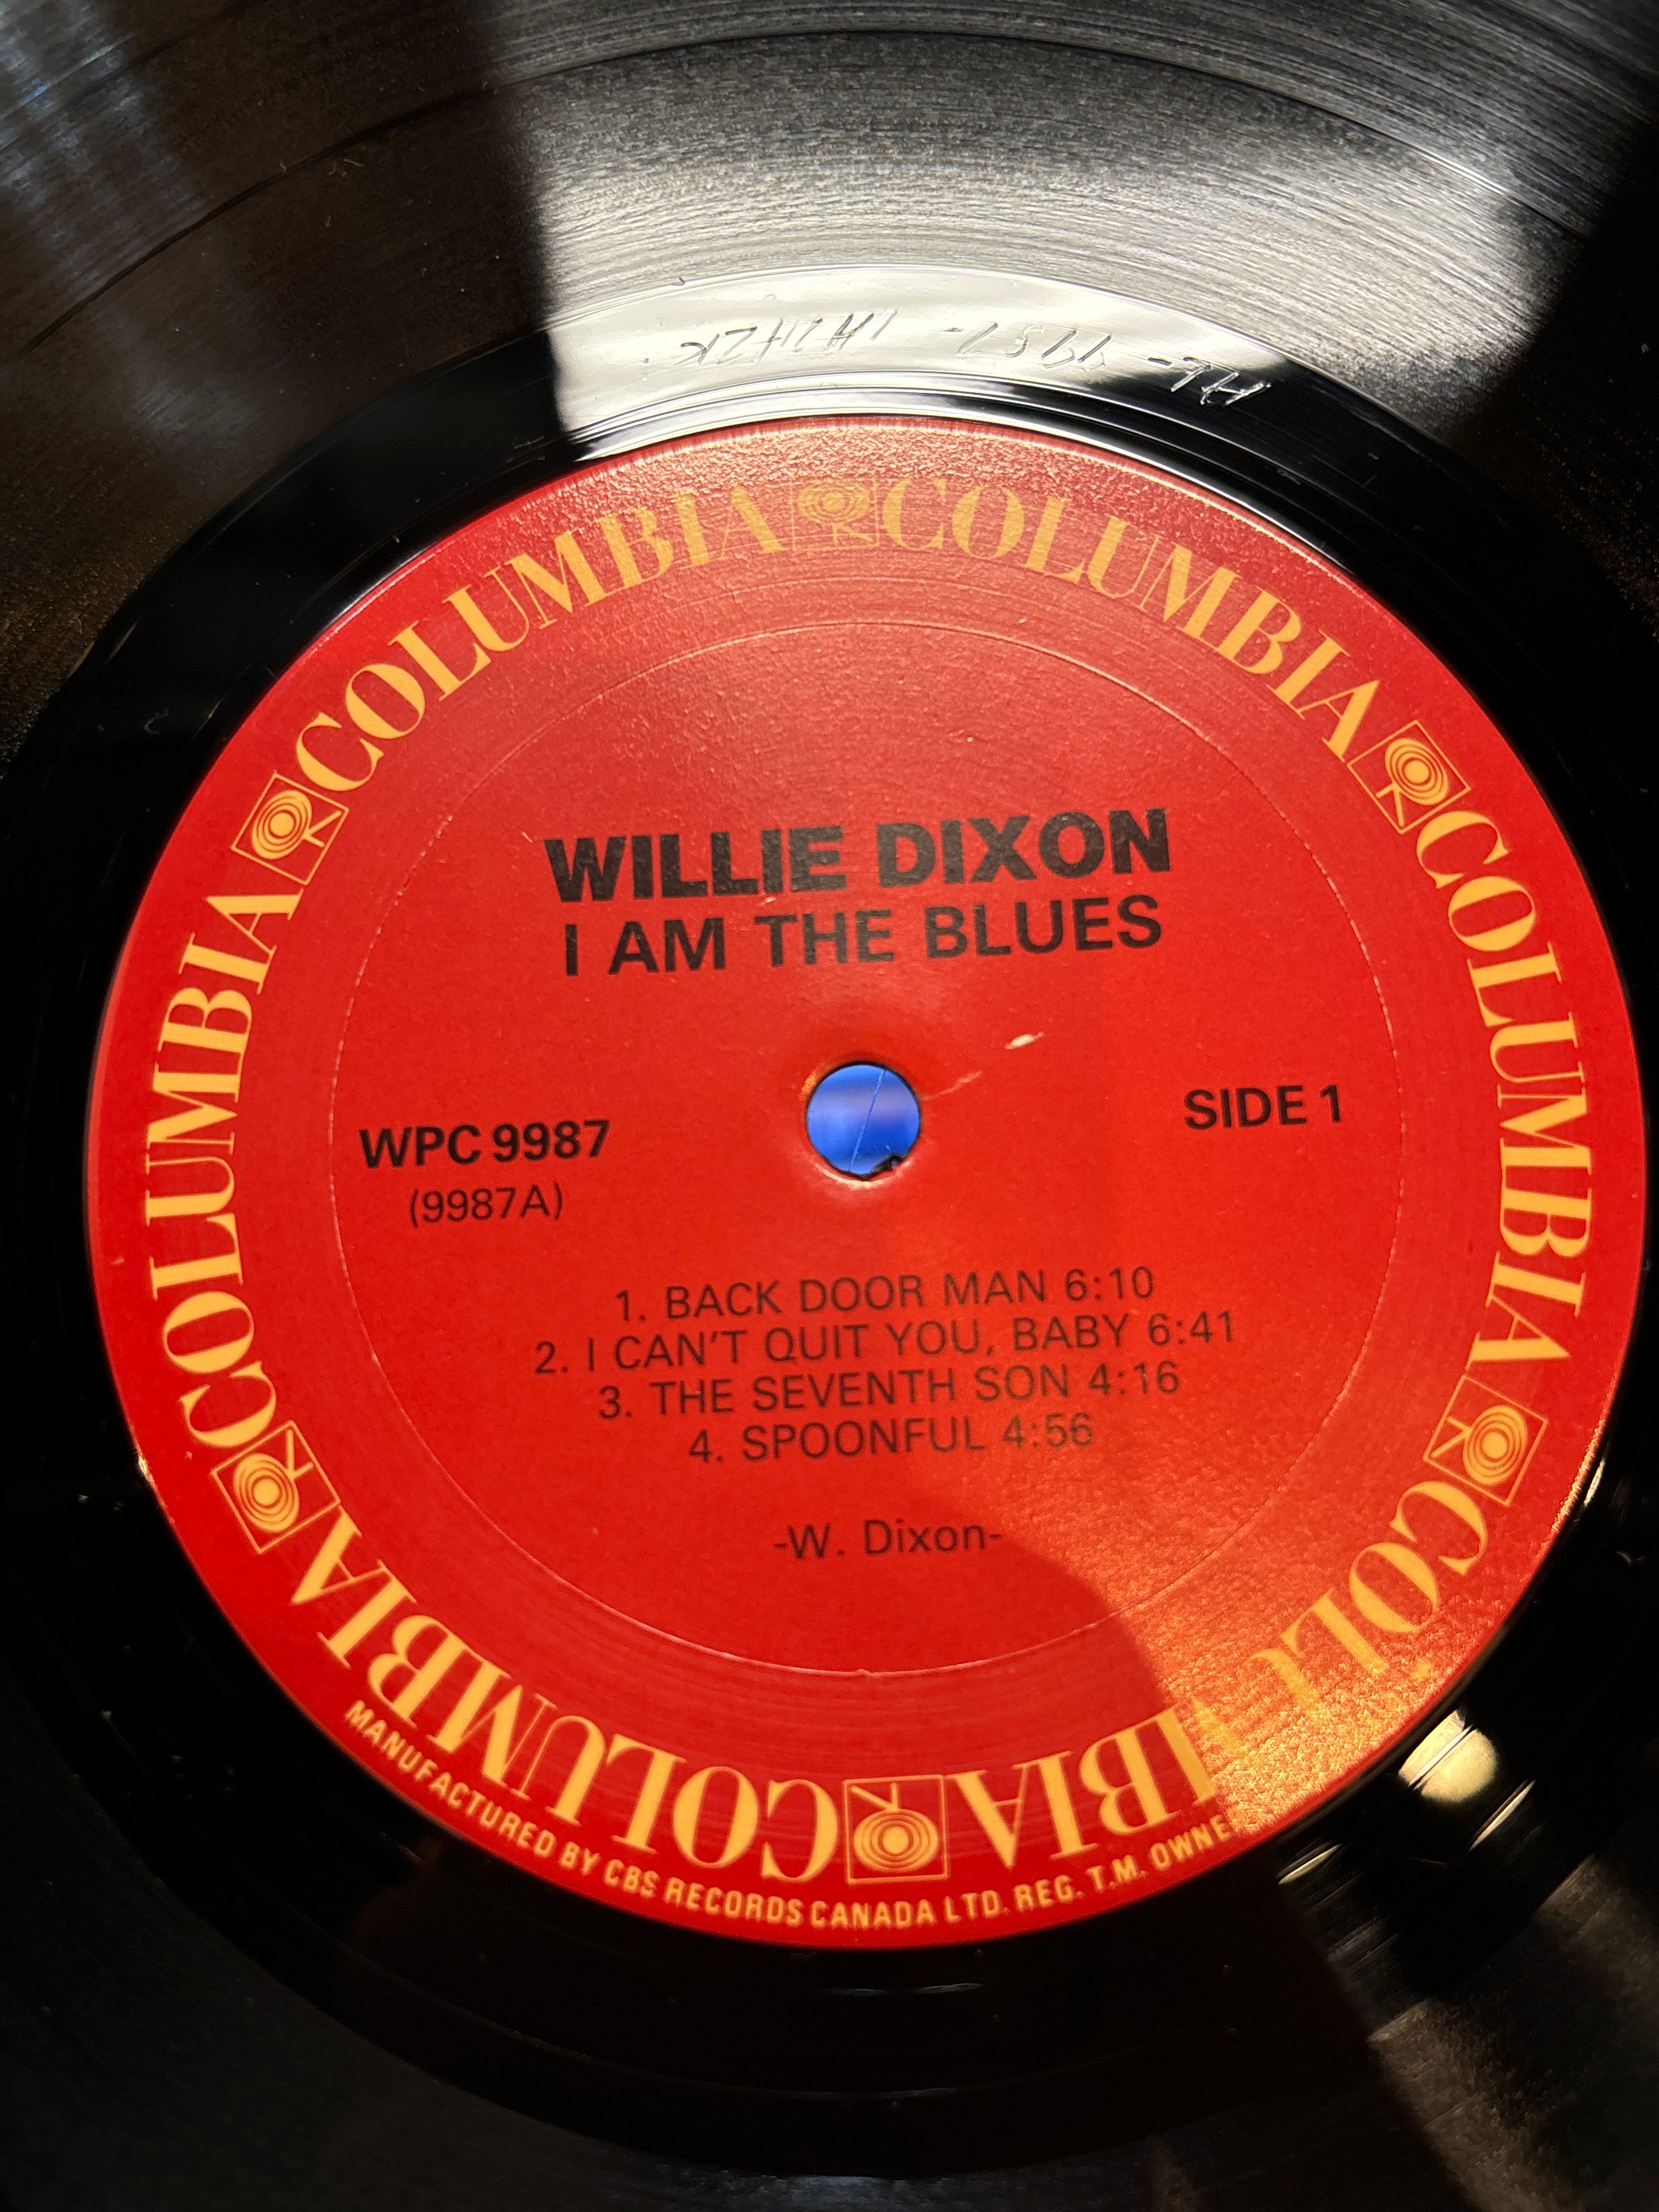 COLUMBIA COLUMBIA COLUMBIA COLUMBIA COLUMBIA COLUMBIA
WILLIE DIXON
I AM THE BLUES
WPC 9987
(9987A)
SIDE 1
1. BACK DOOR MAN 6:10
2. I CAN'T QUIT YOU, BABY 6:41
3. THE SEVENTH SON 4:16
4. SPOONFUL 4:56
-W. Dixon-
MANUFACTURED BY CBS RECORDS CANADA LTD. REG. T.M. OWNE